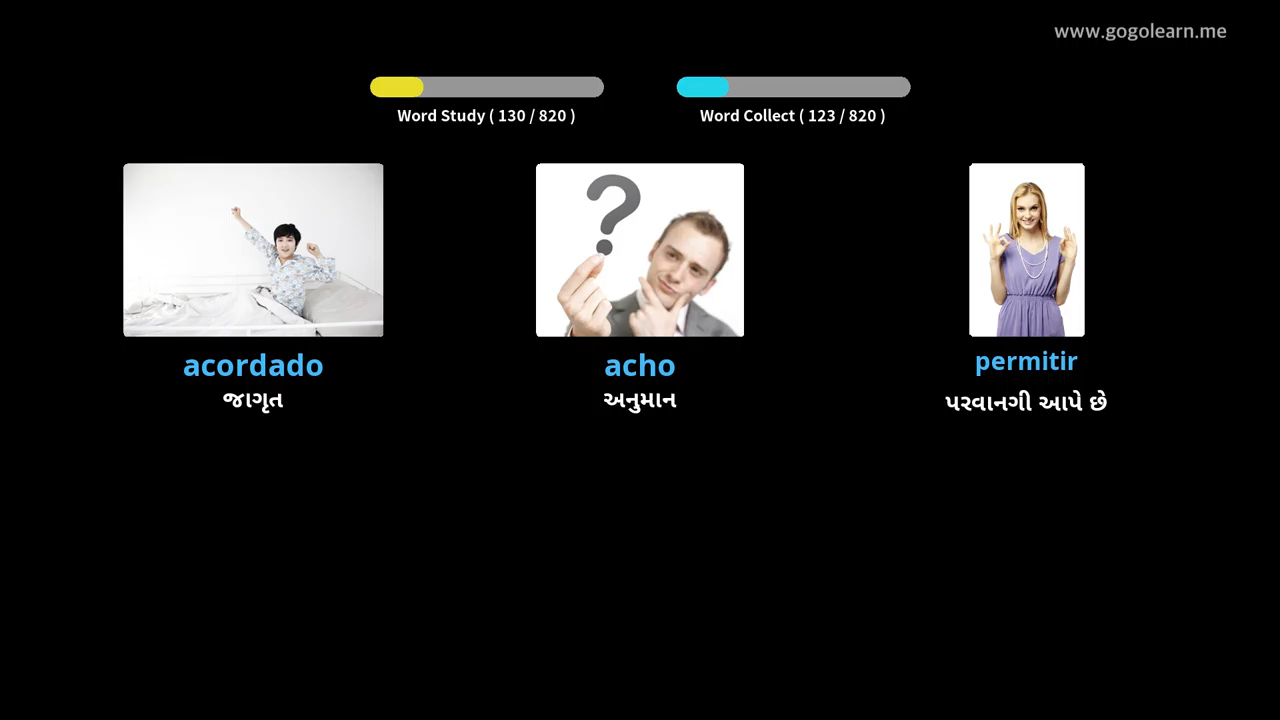 www.gogolearn.me
Word Study ( 130 / 820 )
Word Collect ( 123 / 820 )
acordado
જાગૃત
acho
અનુમાન
permitir
પરવાનગી આપે છે